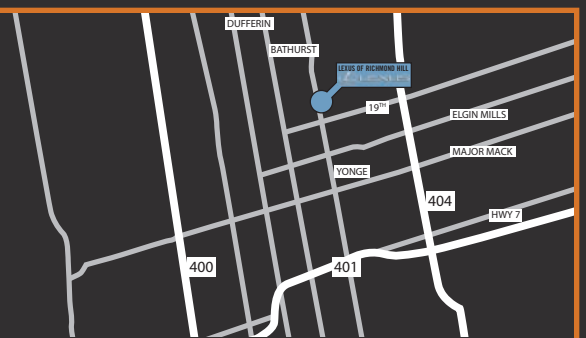 DUFFERIN
BATHURST
LEXUS OF RICHMOND HILL
19TH
ELGIN MILLS
MAJOR MACK
YONGE
404
HWY 7
400
401